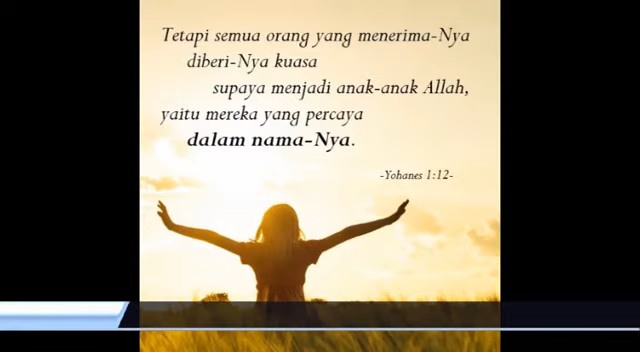 Tetapi semua orang yang menerima-Nya
diberi-Nya kuasa
supaya menjadi anak-anak Allah,
yaitu mereka yang percaya
dalam nama-Nya.
-Yohanes 1:12-